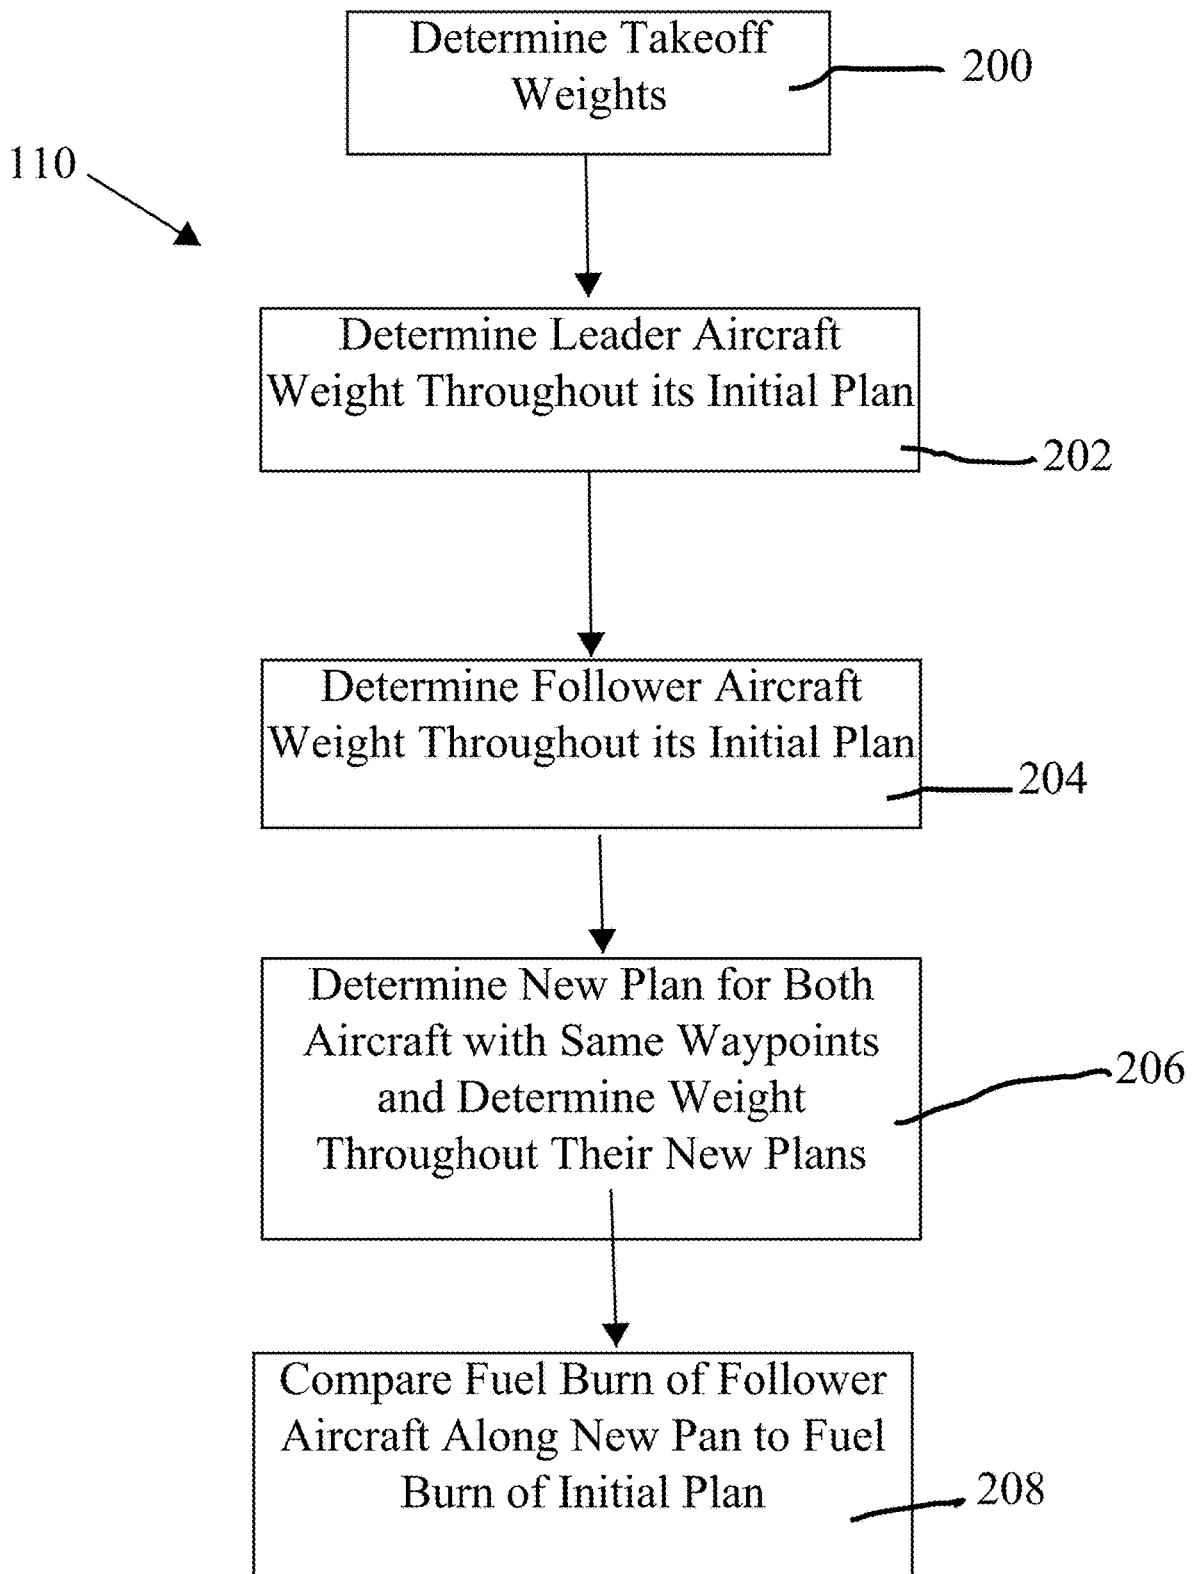 Determine Takeoff
Weights
200
110
Determine Leader Aircraft
Weight Throughout its Initial Plan
202
Determine Follower Aircraft
Weight Throughout its Initial Plan
204
Determine New Plan for Both
Aircraft with Same Waypoints
and Determine Weight
Throughout Their New Plans
206
Compare Fuel Burn of Follower
Aircraft Along New Pan to Fuel
Burn of Initial Plan
208